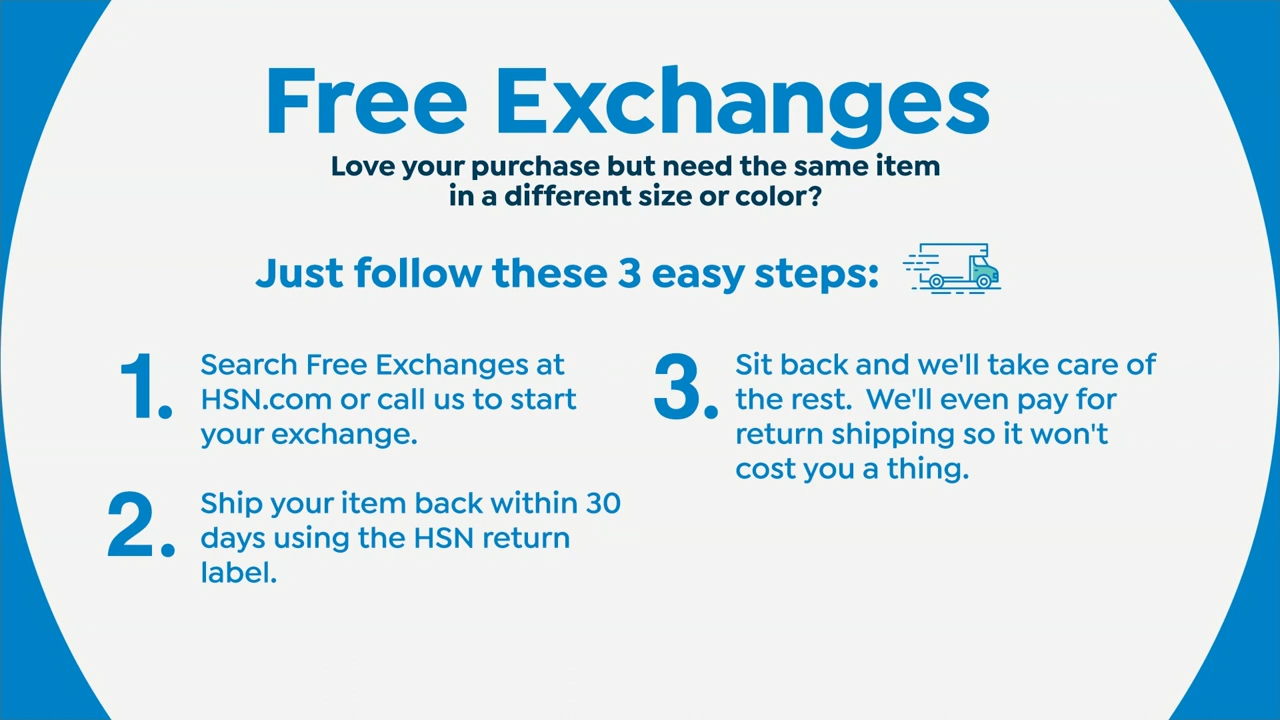 Free Exchanges
Love your purchase but need the same item
in a different size or color?
Just follow these 3 easy steps:
1.
Search Free Exchanges at
HSN.com or call us to start
your exchange.
2.
Ship your item back within 30
days using the HSN return
label.
3.
Sit back and we'll take care of
the rest.  We'll even pay for
return shipping so it won't
cost you a thing.